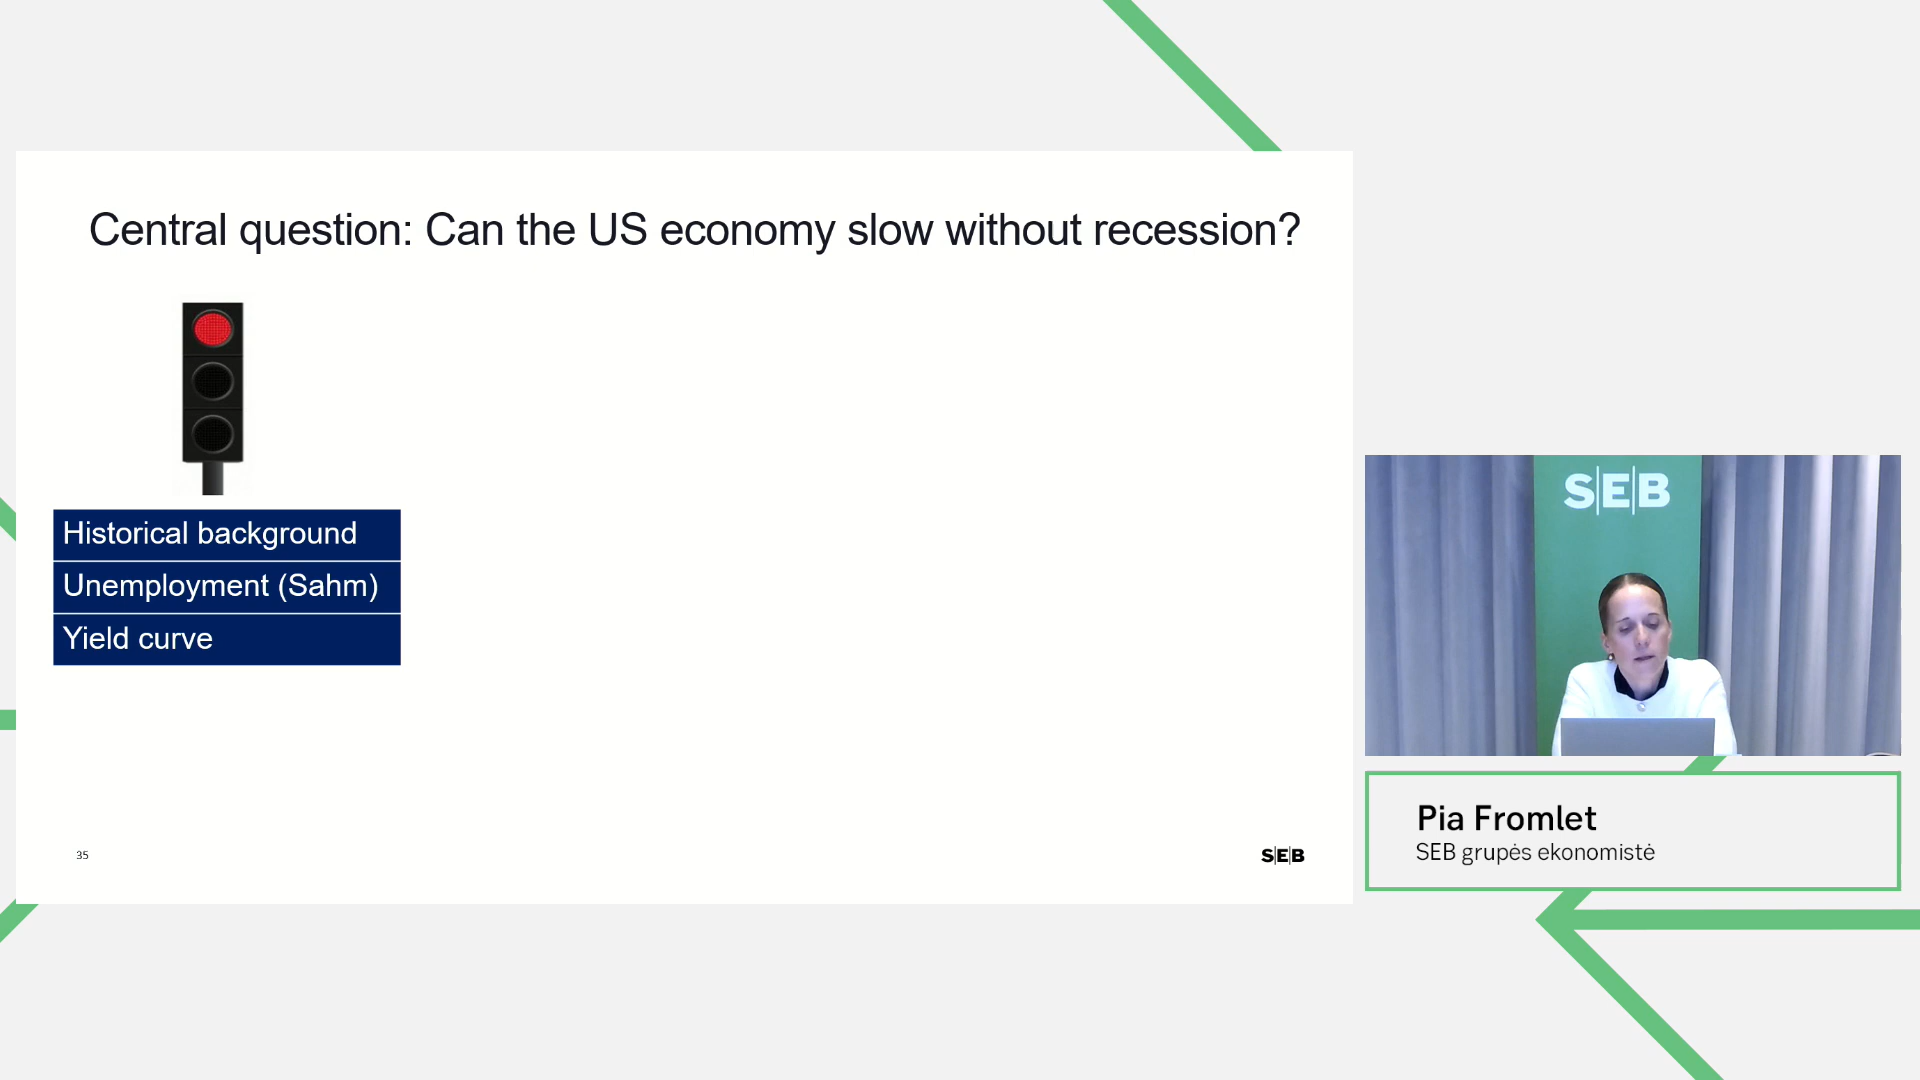 Central question: Can the US economy slow without recession?
Historical background
Unemployment (Sahm)
Yield curve
35
SEB
SEB
Pia Fromlet
SEB grupės ekonomistė